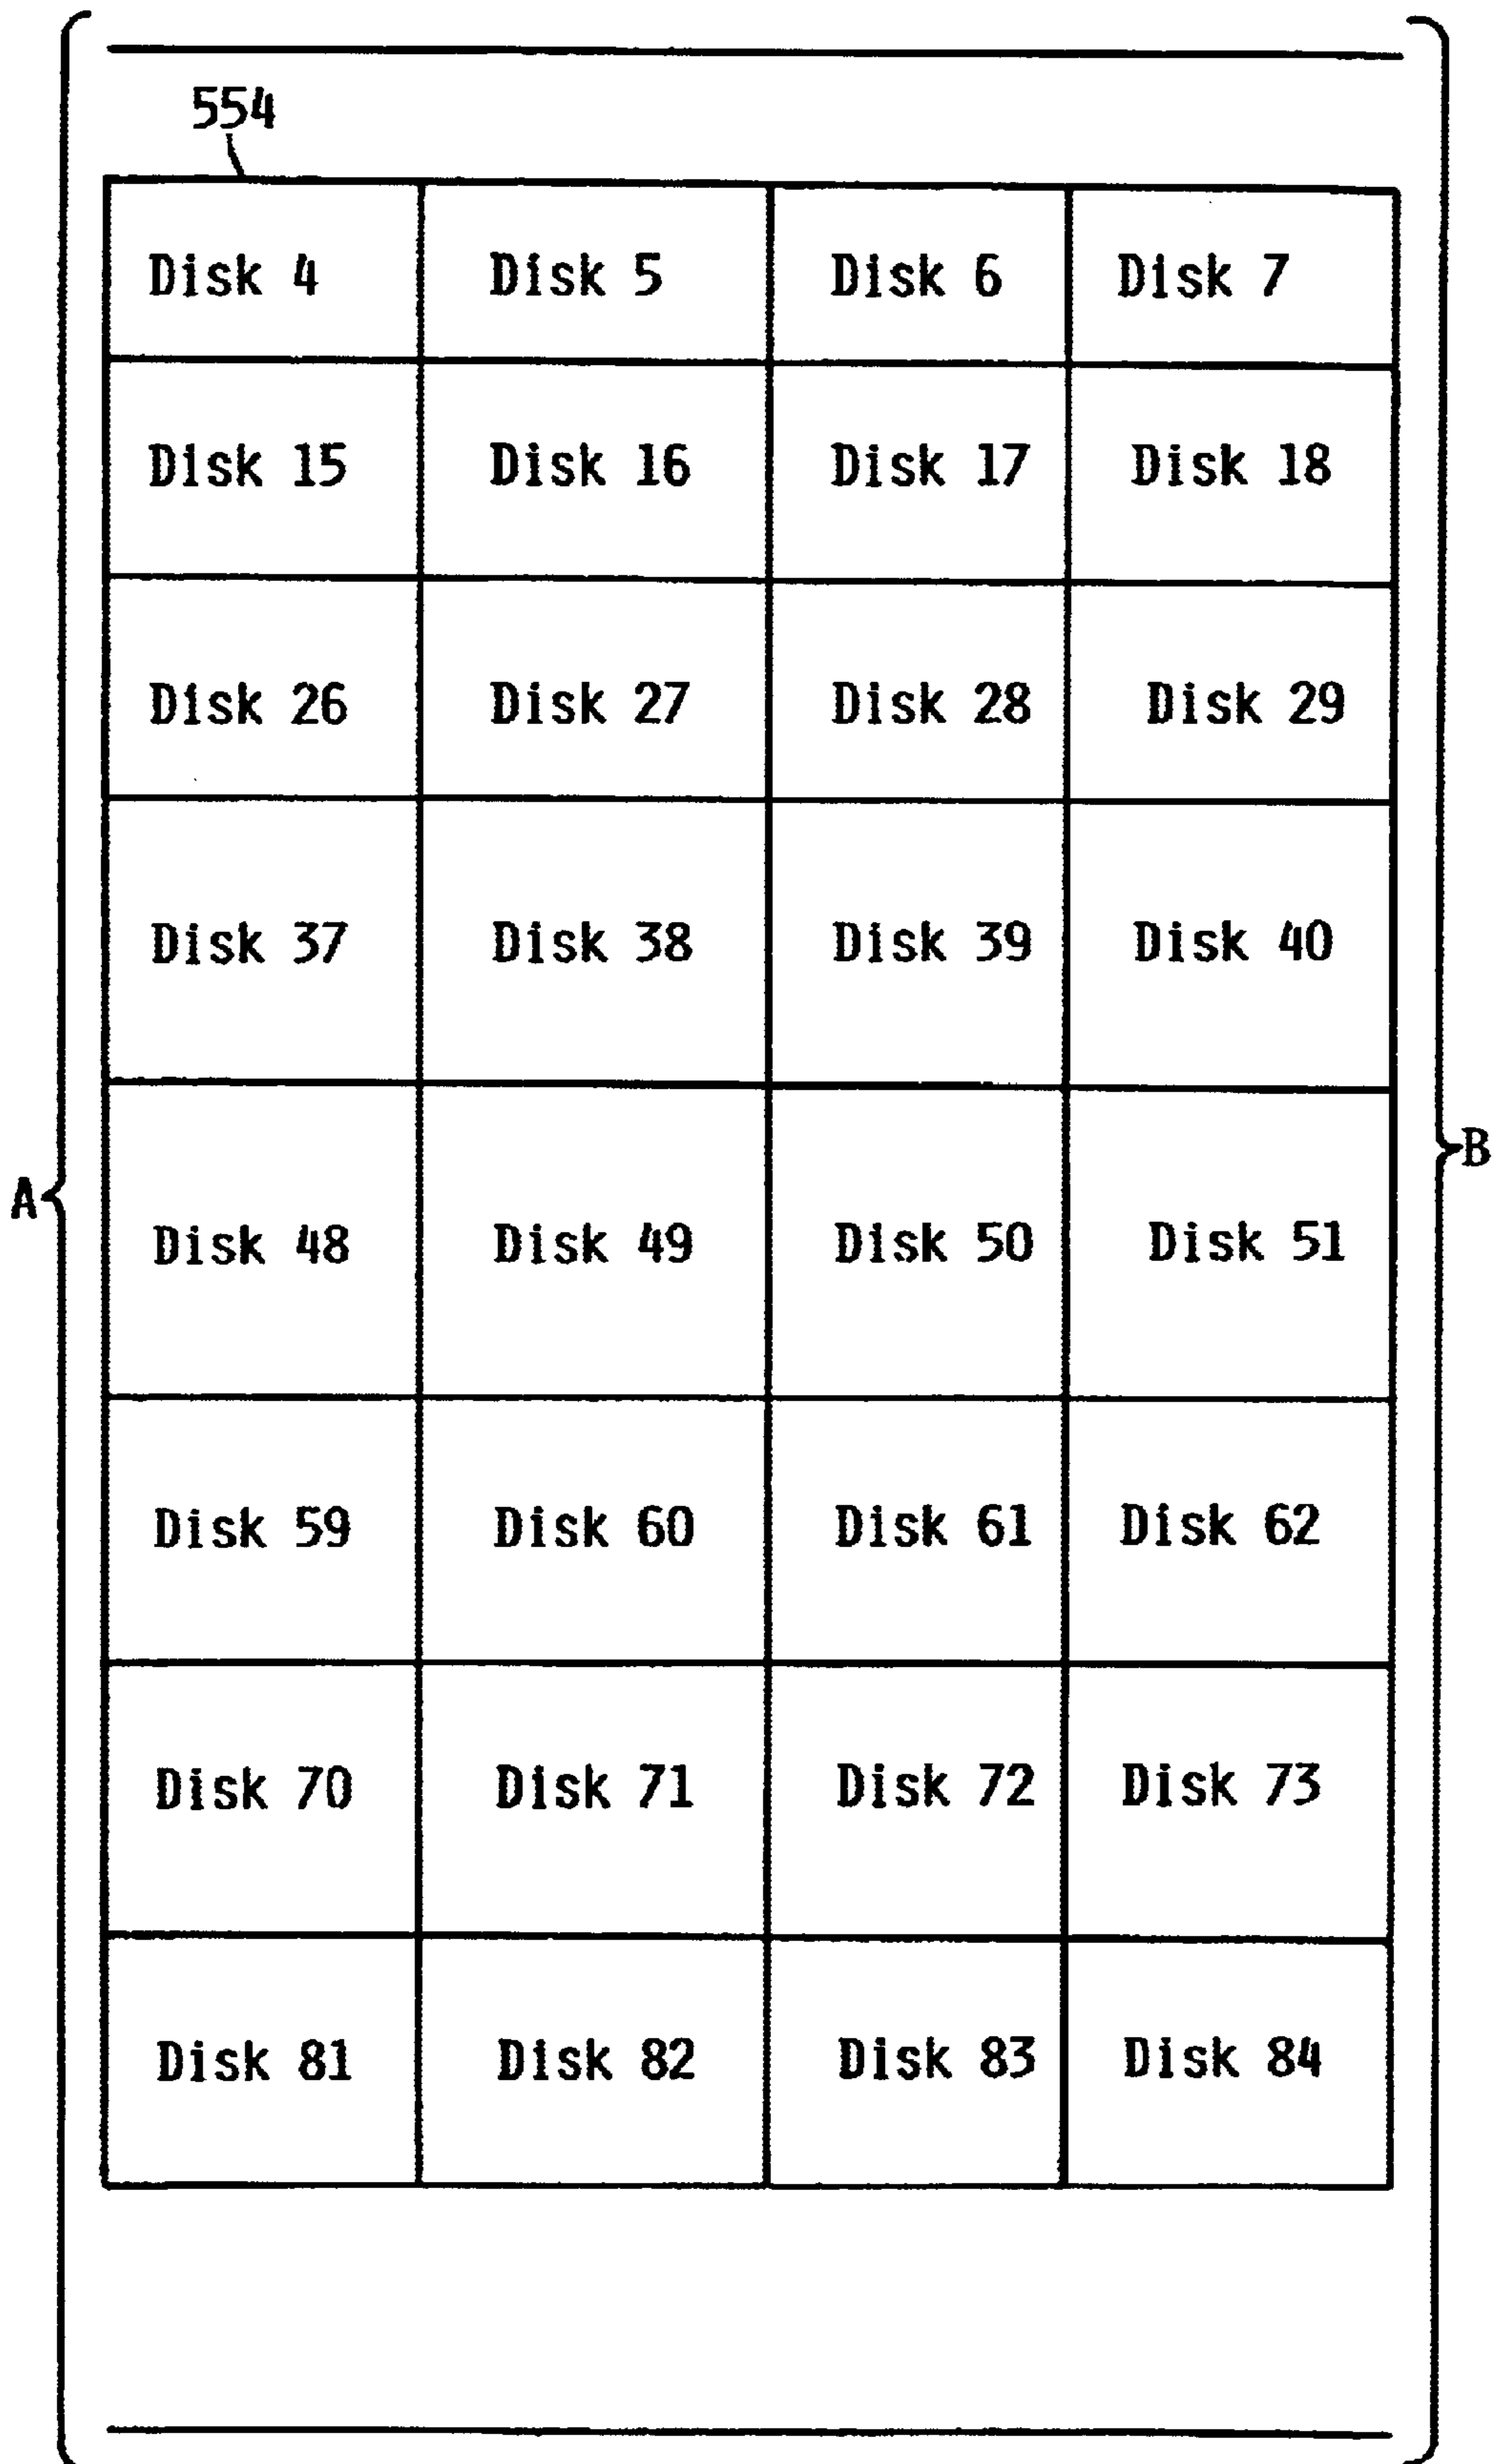 554
Disk 4 Disk 5 Disk 6 Disk 7
Disk 15 Disk 16 Disk 17 Disk 18
Disk 26 Disk 27 Disk 28 Disk 29
Disk 37 Disk 38 Disk 39 Disk 40
A B
Disk 48 Disk 49 Disk 50 Disk 51
Disk 59 Disk 60 Disk 61 Disk 62
Disk 70 Disk 71 Disk 72 Disk 73
Disk 81 Disk 82 Disk 83 Disk 84